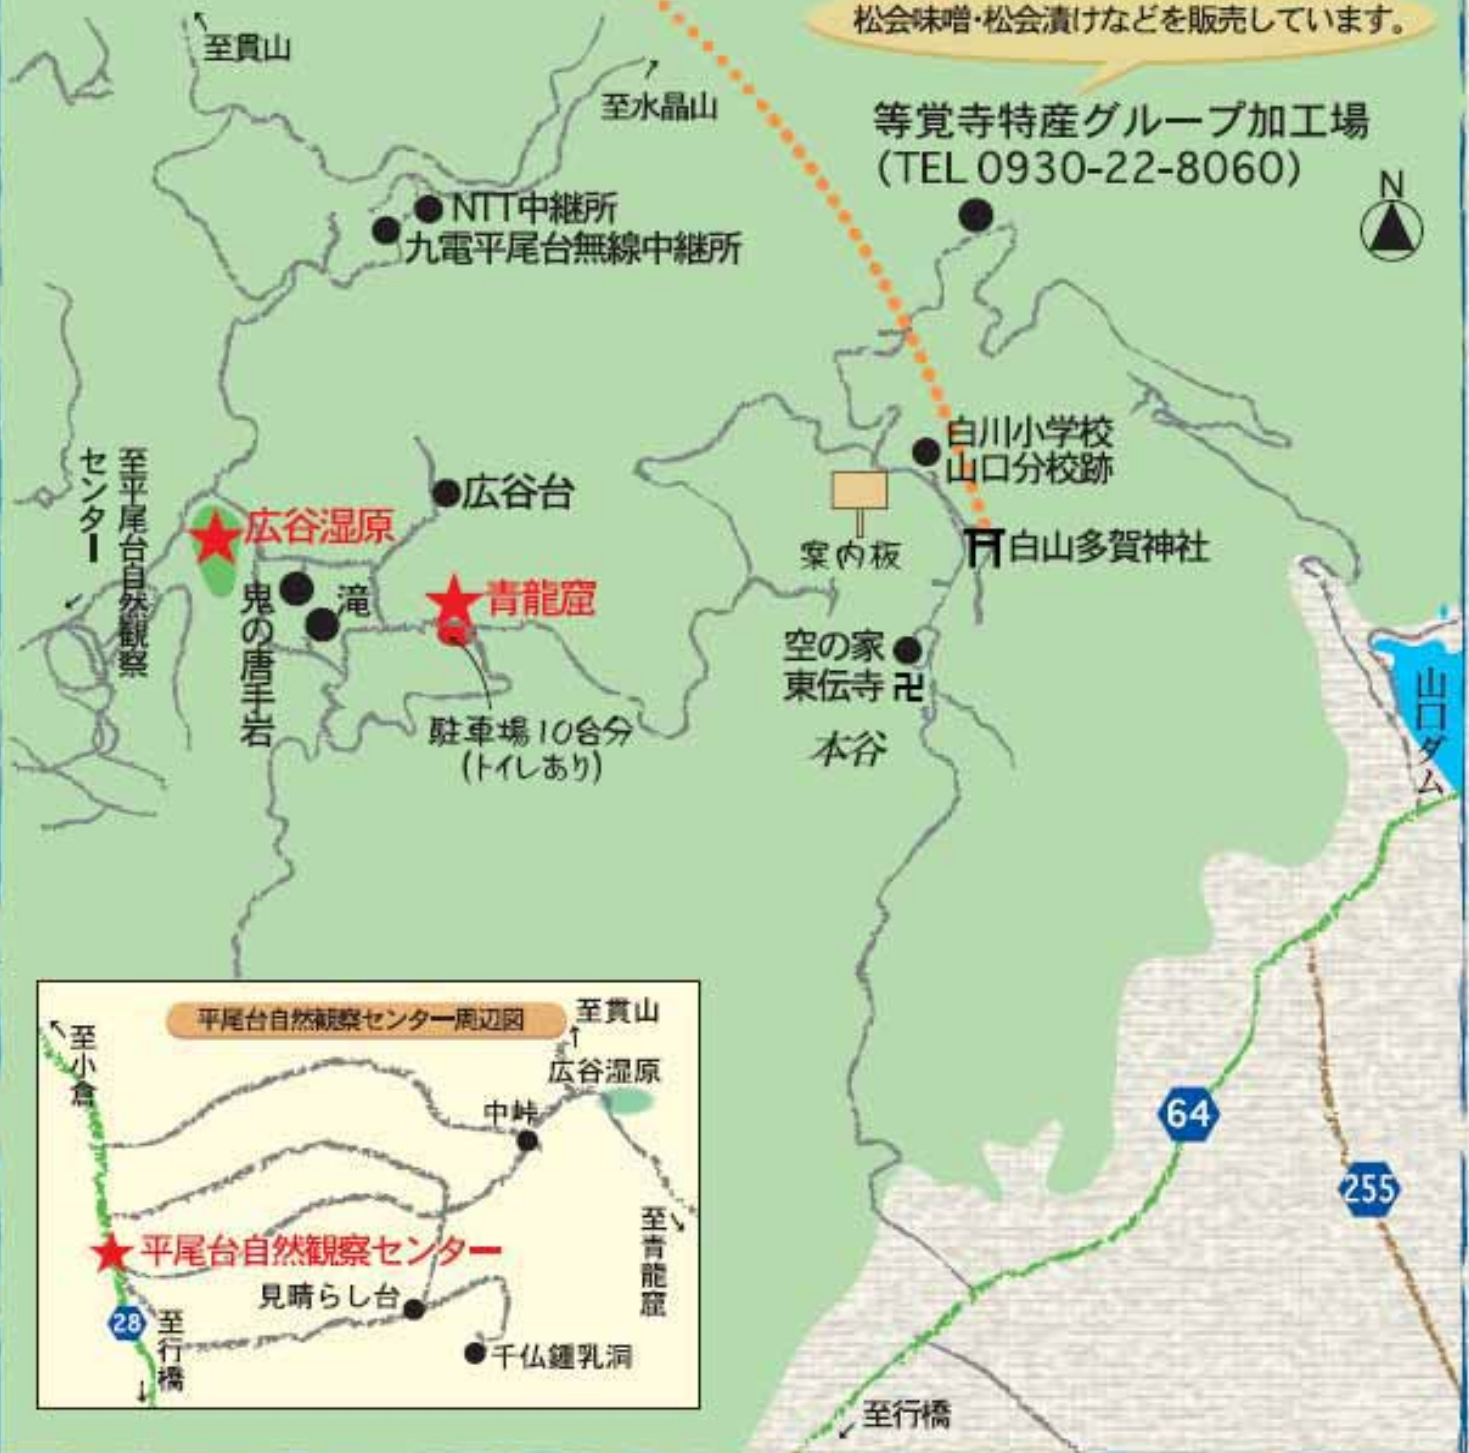 松会味噌・松会漬けなどを販売しています。
至貫山
至水晶山
等覚寺特産グループ加工場
(TEL 0930-22-8060)
N
NTT中継所
九電平尾台無線中継所
白川小学校
山口分校跡
至平尾台自然観察
センター
広谷台
広谷湿原
案内板
白山多賀神社
鬼の唐手岩
滝
青龍窟
空の家
東伝寺卍
本谷
駐車場10台分
(トイレあり)
山口ダム
平尾台自然観察センター周辺図
至貫山
至小倉
広谷湿原
中峠
64
255
至青龍窟
平尾台自然観察センター
見晴らし台
28
至行橋
千仏鍾乳洞
至行橋